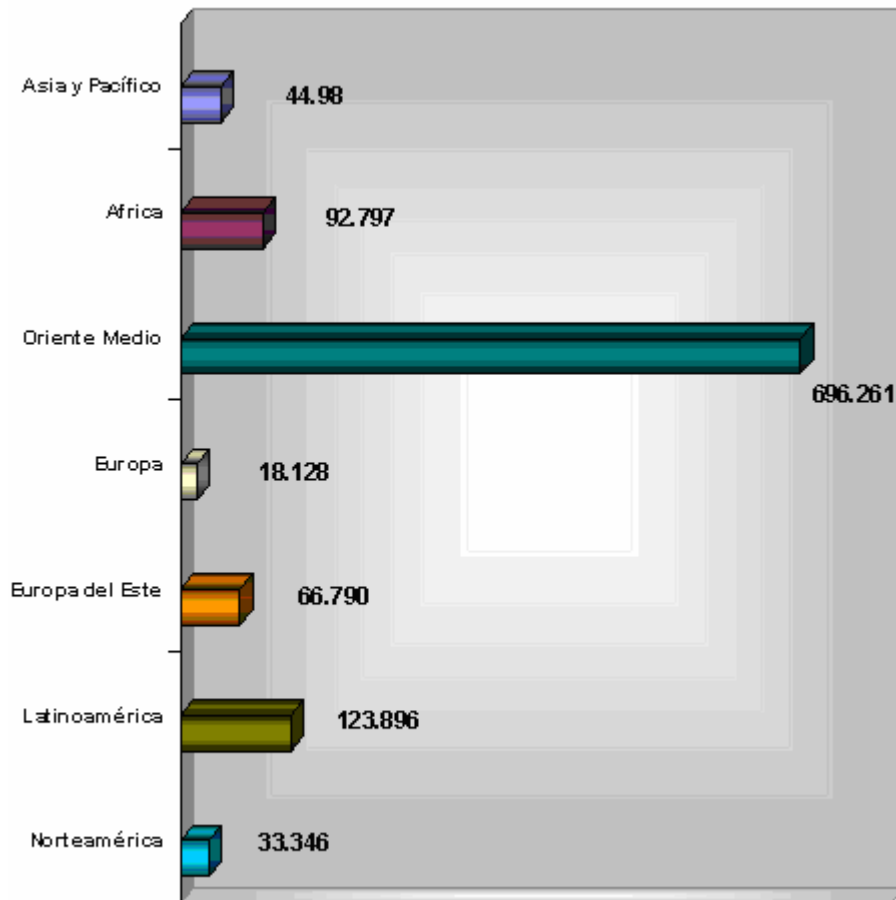 Asia y Pacífico 44.98
Africa 92.797
Oriente Medio 696.261
Europa 18.128
Europa del Este 66.790
Latinoamérica 123.896
Norteamérica 33.346